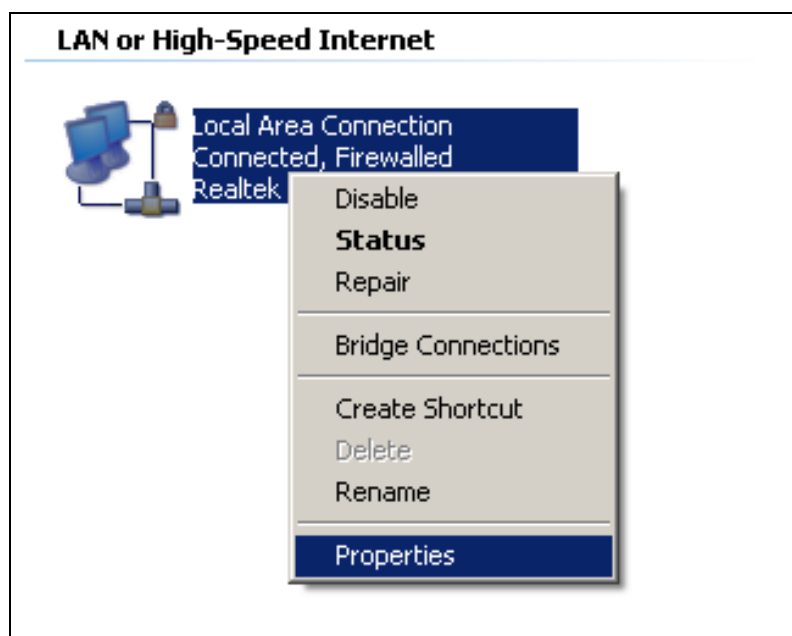 LAN or High-Speed Internet
Local Area Connection
Connected, Firewalled
Realtek
Disable
Status
Repair
Bridge Connections
Create Shortcut
Delete
Rename
Properties